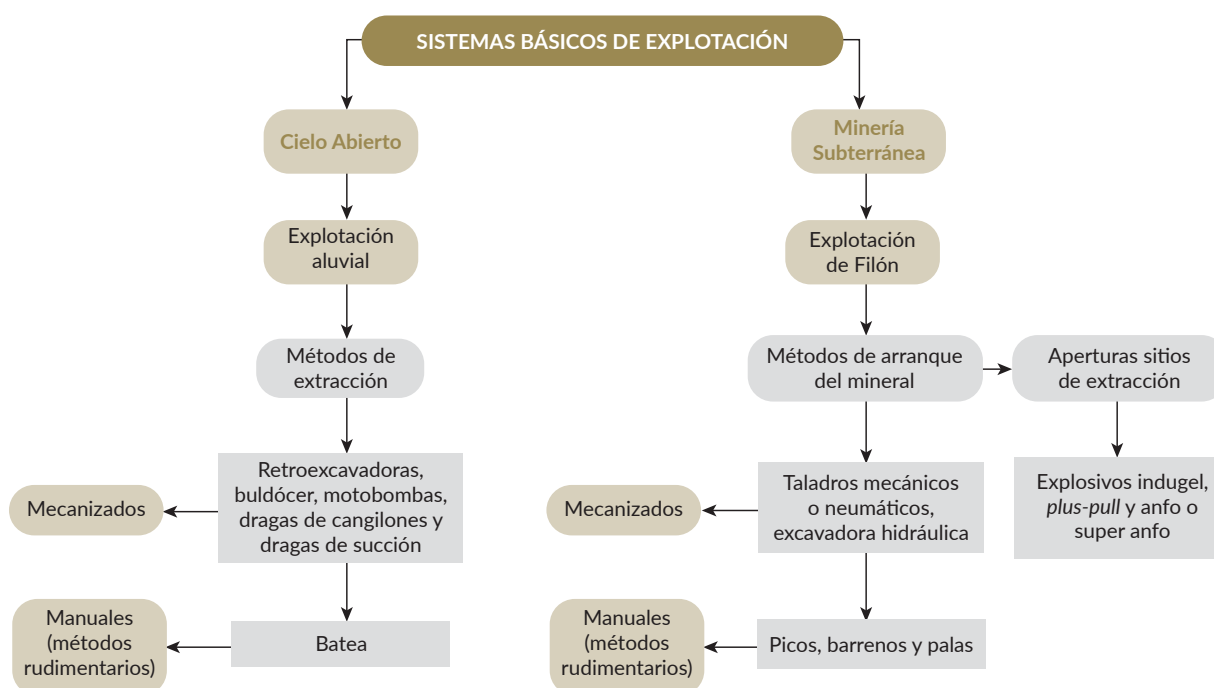 SISTEMAS BÁSICOS DE EXPLOTACIÓN
Cielo Abierto
Explotación
aluvial
Métodos de
extracción
Retroexcavadoras,
buldócer, motobombas,
dragas de cangilones y
dragas de succión
Mecanizados
Batea
Manuales
(métodos
rudimentarios)
Minería
Subterránea
Explotación
de Filón
Métodos de arranque
del mineral
Aperturas sitios
de extracción
Taladros mecánicos
o neumáticos,
excavadora hidráulica
Mecanizados
Explosivos indugel,
plus-pull y anfo o
super anfo
Picos, barrenos y palas
Manuales
(métodos
rudimentarios)